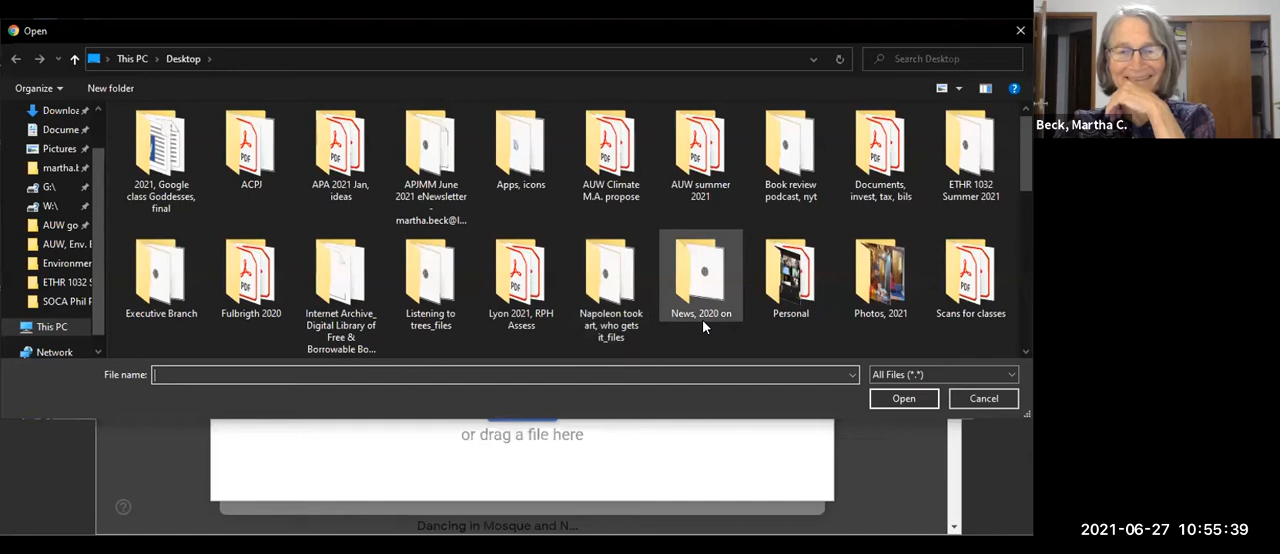 Open
This PC > Desktop >
Search Desktop
Organize
New folder
Downloa
Docume
Pictures
martha.b
G:\
W:\
AUW go
AUW, Env. E
Environment
ETHR 1032 S
SOCA Phil F
This PC
Network
2021, Google
class Goddesses,
final
ACPJ
APA 2021 Jan,
ideas
APJMM June
2021 eNewsletter
-
martha.beck@l...
Apps, icons
AUW Climate
M.A. propose
AUW summer
2021
Book review
podcast, nyt
Documents,
invest, tax, bils
ETHR 1032
Summer 2021
Executive Branch
Fulbrigth 2020
Internet Archive_
Digital Library of
Free &
Borrowable Bo...
Listening to
trees_files
Lyon 2021, RPH
Assess
Napoleon took
art, who gets
it_files
News, 2020 on
Personal
Photos, 2021
Scans for classes
File name:
All Files (*.*)
Open
Cancel
or drag a file here
Dancing in Mosque and N...
Beck, Martha C.
2021-06-27 10:55:39